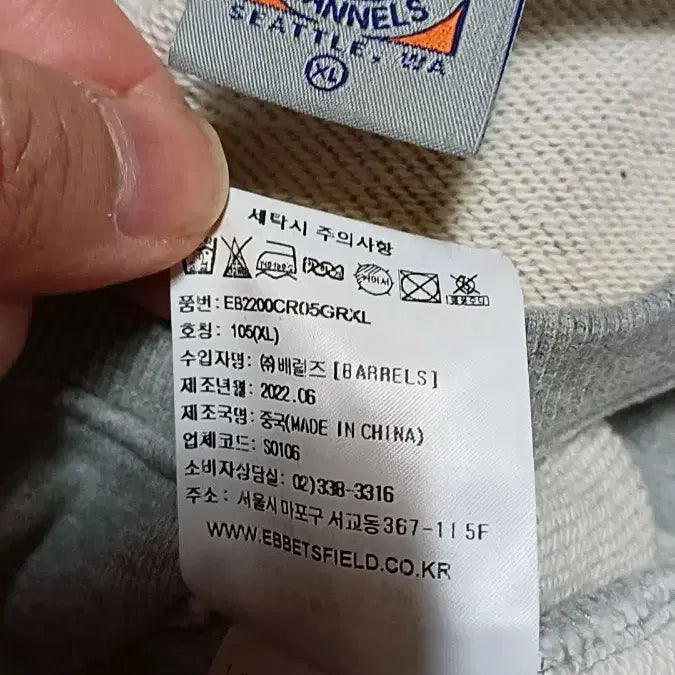 ANNELS
SEATTLE, WA
XL
세탁시 주의사항
품번: EB2200CR05GRXL
호칭: 105(XL)
수입자명: ㈜배럴즈 [BARRELS]
제조년월: 2022.06
제조국명: 중국(MADE IN CHINA)
업체코드: S0106
소비자상담실: 02)338-3316
주소: 서울시 마포구 서교동 367-11 5F
WWW.EBBETSFIELD.CO.KR